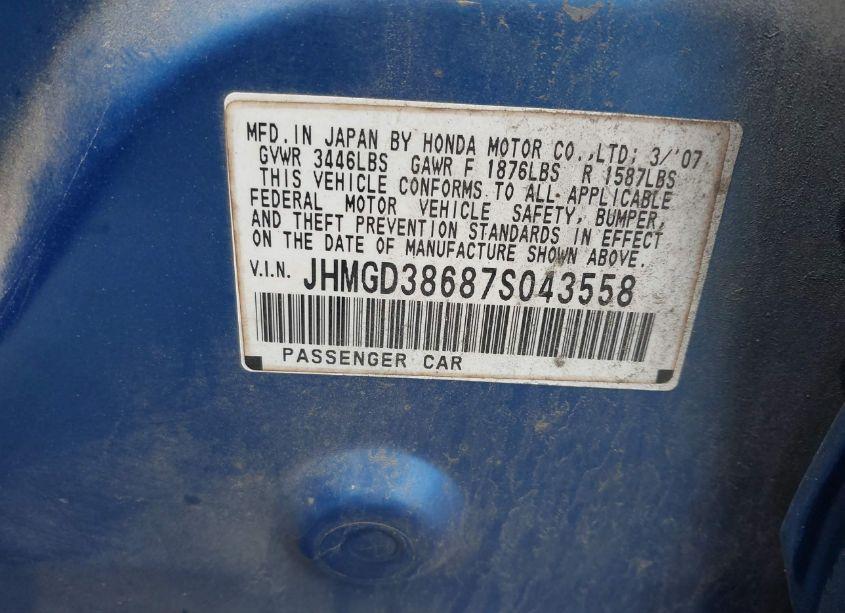 MFD. IN JAPAN BY HONDA MOTOR CO.,LTD; 3/'07
GVWR 3446LBS GAWR F 1876LBS R 1587LBS
THIS VEHICLE CONFORMS TO ALL APPLICABLE
FEDERAL MOTOR VEHICLE SAFETY, BUMPER,
AND THEFT PREVENTION STANDARDS IN EFFECT
ON THE DATE OF MANUFACTURE SHOWN ABOVE.
V.I.N. JHMGD38687S043558
PASSENGER CAR